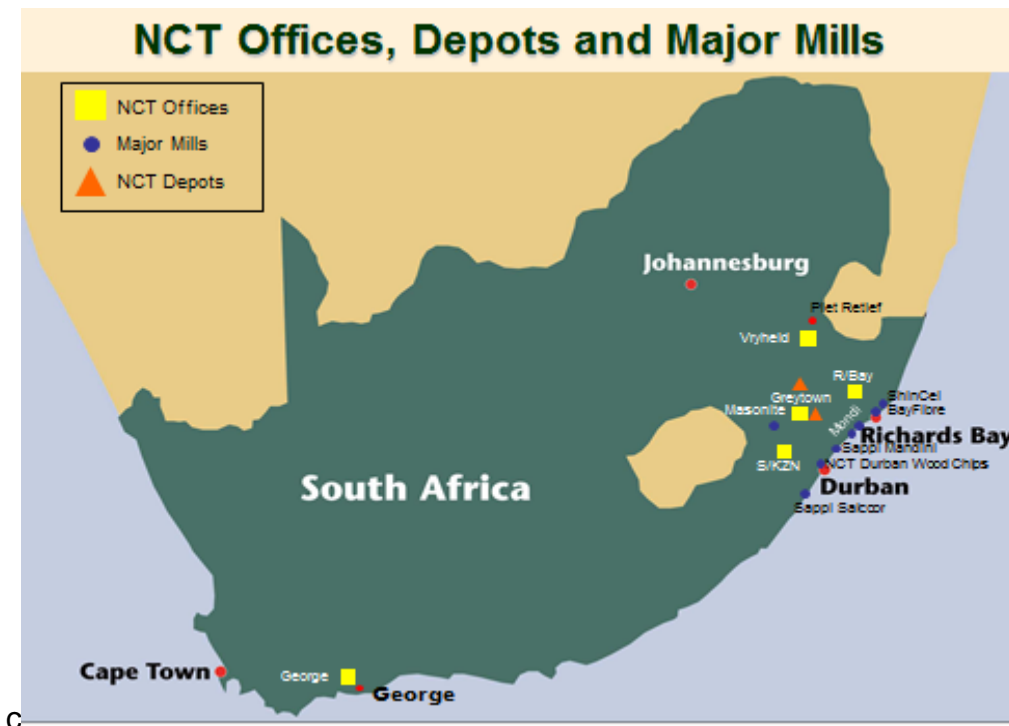 NCT Offices, Depots and Major Mills
NCT Offices
Major Mills
NCT Depots
Johannesburg
Piet Retief
Vryheid
R/Bay
ShinCel
Greytown
BayFibre
Masonite
Mondi
Richards Bay
Sappi Mandini
S/KZN
NCT Durban Wood Chips
South Africa
Durban
Sappi Saiccor
Cape Town
George
George
c